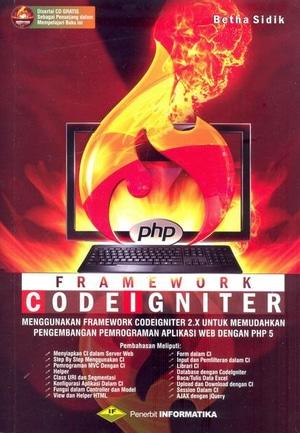 Disertai CD GRATIS
Sebagai Penunjang dalam
Mempelajari Buku ini
Betha Sidik
php
FRAMEWORK
CODEIGNITER
MENGGUNAKAN FRAMEWORK CODEIGNITER 2.X UNTUK MEMUDAHKAN
PENGEMBANGAN PEMROGRAMAN APLIKASI WEB DENGAN PHP 5
Pembahasan Meliputi:
Menyiapkan CI dalam Server Web
Step By Step Menggunakan CI
Pemrograman MVC Dengan CI
Helper
Class URI dan Segmentasi
Konfigurasi Aplikasi Dalam CI
Fungsi dalam Controller dan Model
View dan Helper HTML
Form dalam CI
Input dan Pemfilteran dalam CI
Librari CI
Database dengan CodeIgniter
Baca/Tulis Data Excel
Upload dan Download dengan CI
Session Dalam CI
AJAX dengan jQuery
IF
Penerbit INFORMATIKA